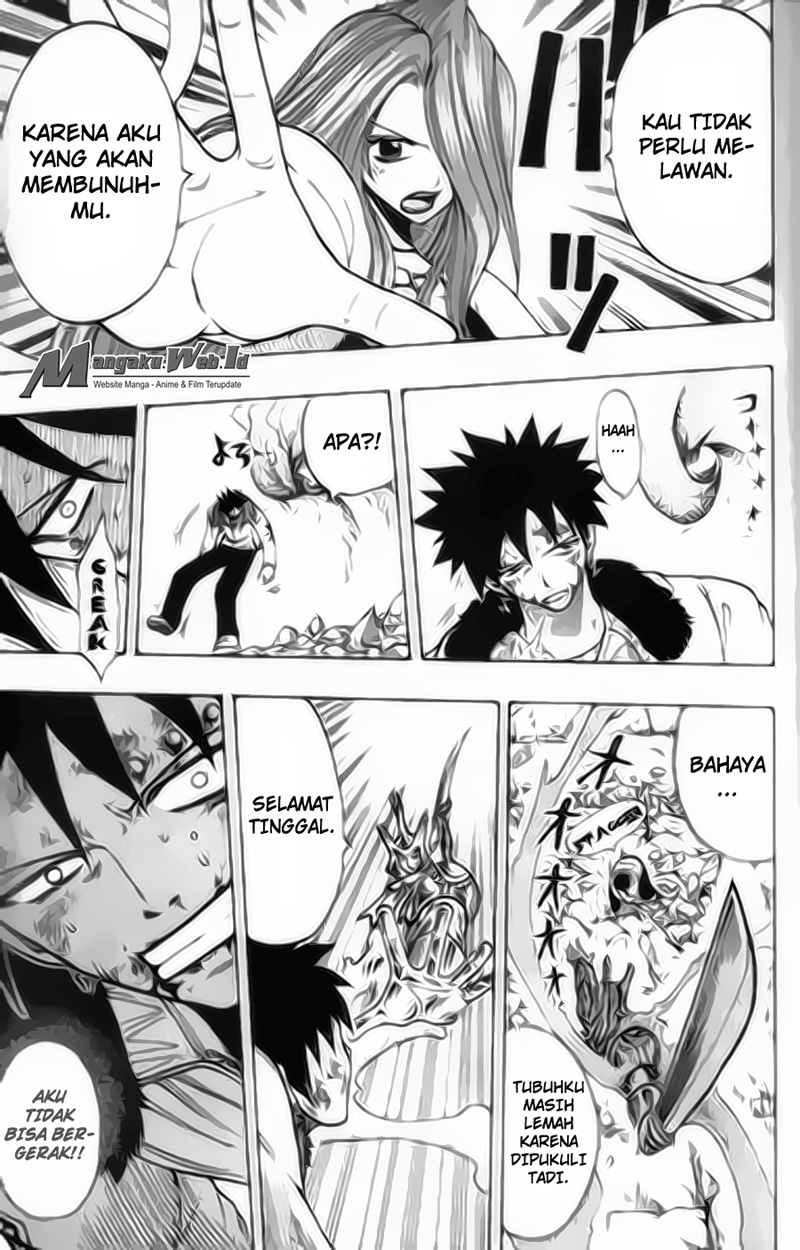 KAU TIDAK
PERLU ME-
LAWAN.
KARENA AKU
YANG AKAN
MEMBUNUH-
MU.
Mangaku.Web.Id
Website Manga - Anime & Film Terupdate
HAAH
...
APA?!
CREAK
BAHAYA
...
STAGGER
TUBUHKU
MASIH
LEMAH
KARENA
DIPUKULI
TADI.
SELAMAT
TINGGAL.
AKU
TIDAK
BISA BER-
GERAK!!